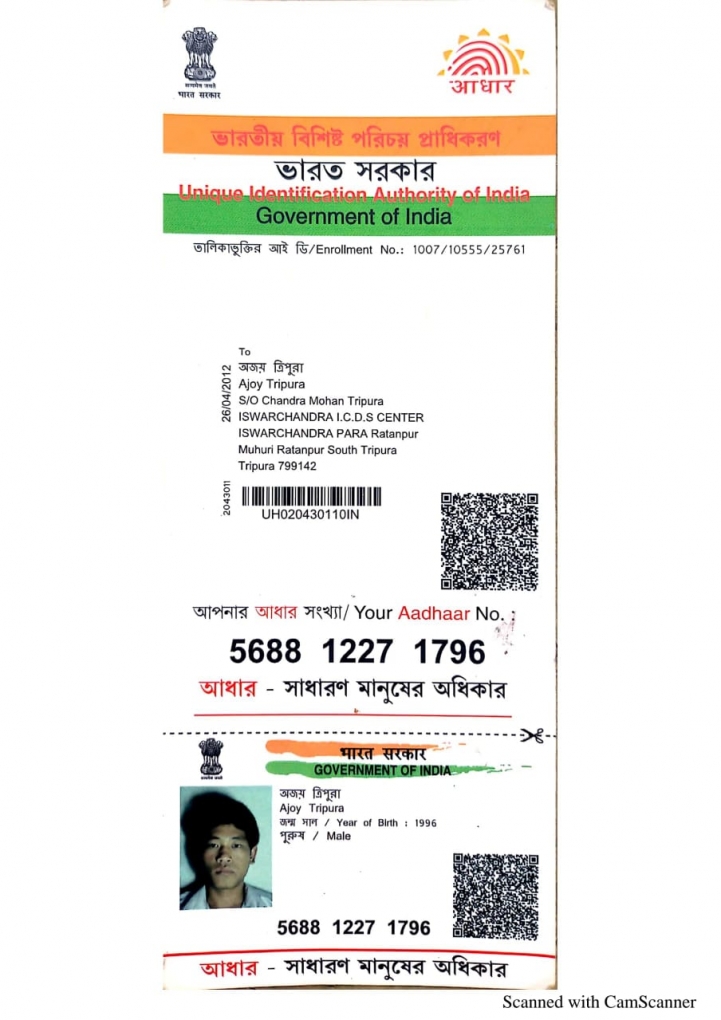 सत्यमेव जयते
भारत सरकार
आधार
ভারতীয় বিশিষ্ট পরিচয় প্রাধিকরণ
ভারত সরকার
Unique Identification Authority of India
Government of India
তালিকাভুক্তির আই ডি/Enrollment No.: 1007/10555/25761
To
অজয় ত্রিপুরা
Ajoy Tripura
S/O Chandra Mohan Tripura
ISWARCHANDRA I.C.D.S CENTER
ISWARCHANDRA PARA Ratanpur
Muhuri Ratanpur South Tripura
Tripura 799142
26/04/2012
2043011
UH020430110IN
আপনার আধার সংখ্যা/ Your Aadhaar No. :
5688 1227 1796
আধার - সাধারণ মানুষের অধিকার
भारत सरकार
GOVERNMENT OF INDIA
অজয় ত্রিপুরা
Ajoy Tripura
জন্ম সাল / Year of Birth : 1996
পুরুষ / Male
5688 1227 1796
আধার - সাধারণ মানুষের অধিকার
Scanned with CamScanner